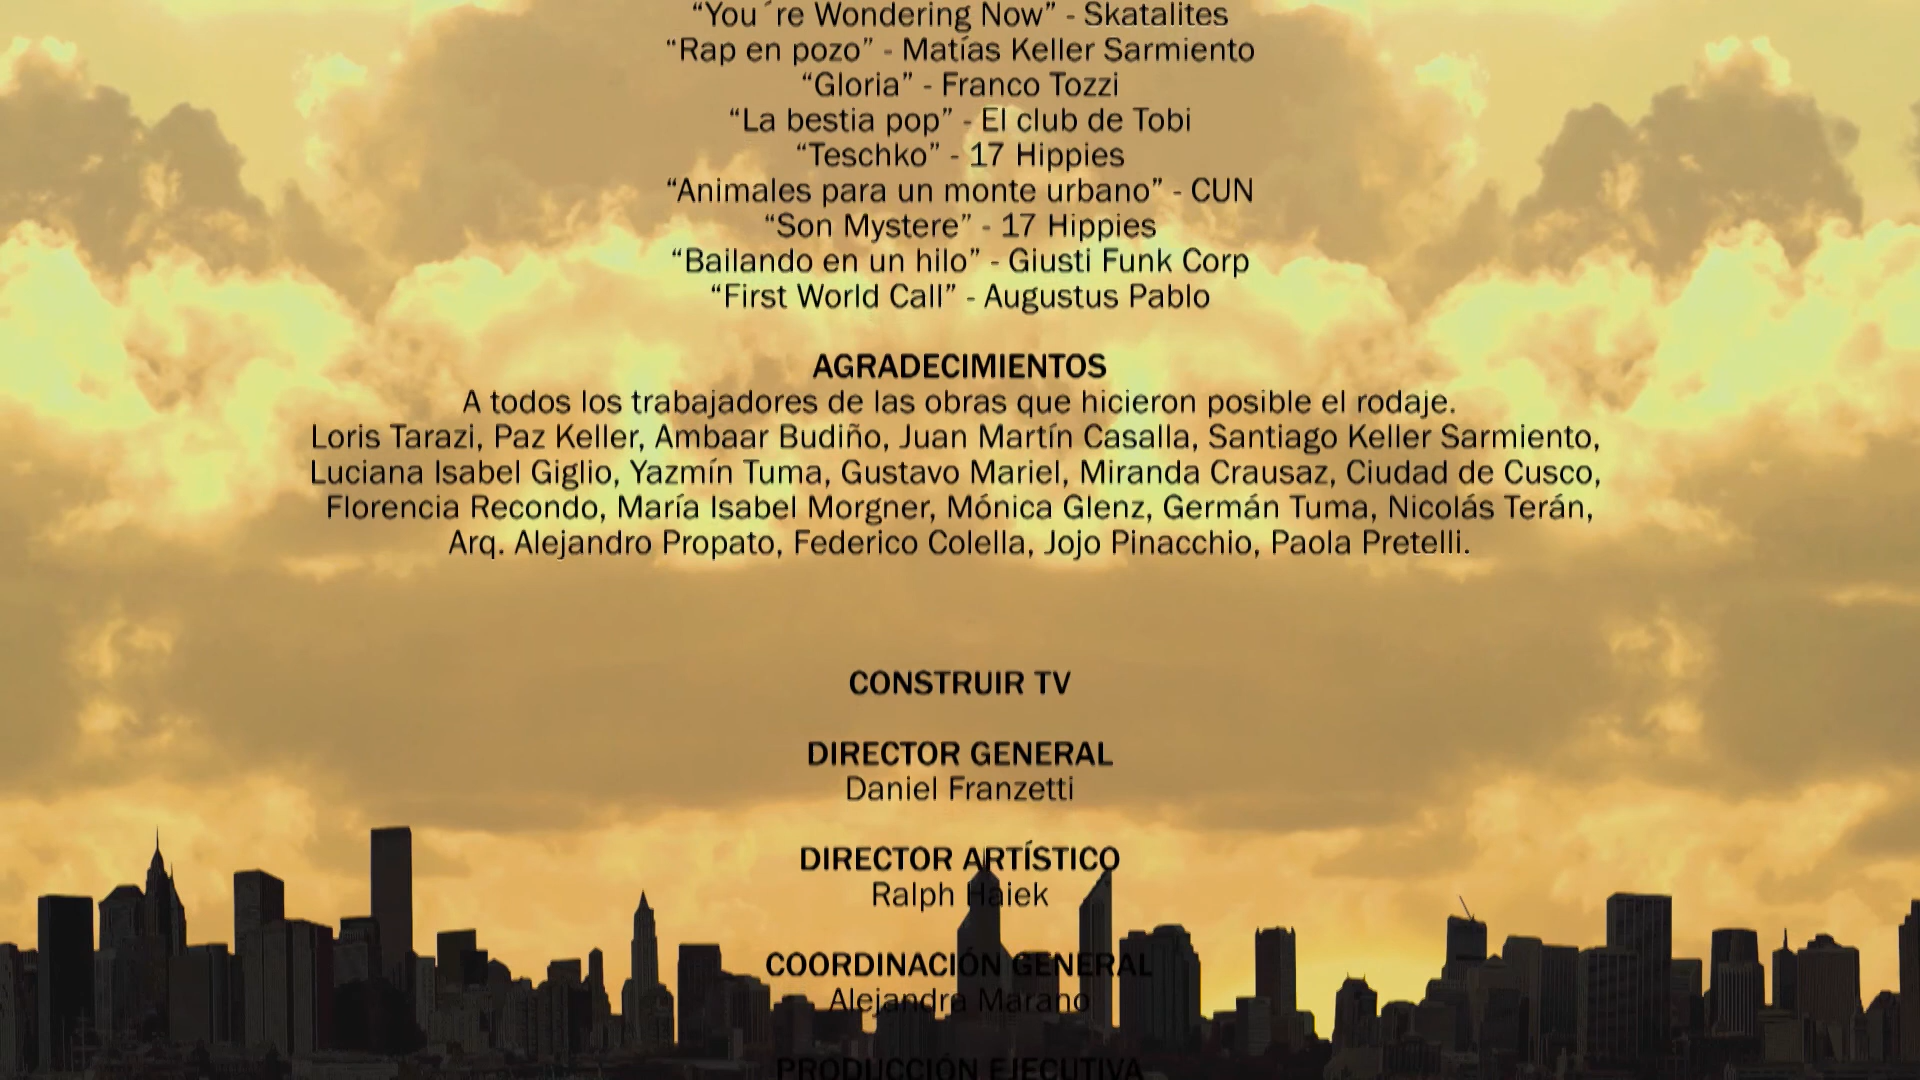 “You´re Wondering Now” - Skatalites
“Rap en pozo” - Matías Keller Sarmiento
“Gloria” - Franco Tozzi
“La bestia pop” - El club de Tobi
“Teschko” - 17 Hippies
“Animales para un monte urbano” - CUN
“Son Mystere” - 17 Hippies
“Bailando en un hilo” - Giusti Funk Corp
“First World Call” - Augustus Pablo
AGRADECIMIENTOS
A todos los trabajadores de las obras que hicieron posible el rodaje.
Loris Tarazi, Paz Keller, Ambaar Budiño, Juan Martín Casalla, Santiago Keller Sarmiento,
Luciana Isabel Giglio, Yazmín Tuma, Gustavo Mariel, Miranda Crausaz, Ciudad de Cusco,
Florencia Recondo, María Isabel Morgner, Mónica Glenz, Germán Tuma, Nicolás Terán,
Arq. Alejandro Propato, Federico Colella, Jojo Pinacchio, Paola Pretelli.
CONSTRUIR TV
DIRECTOR GENERAL
Daniel Franzetti
DIRECTOR ARTÍSTICO
Ralph Haiek
COORDINACIÓN GENERAL
Alejandra Marano
PRODUCCIÓN EJECUTIVA